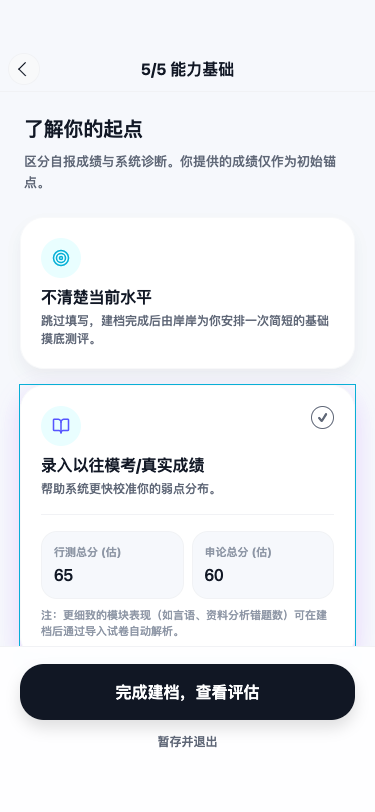 5/5 能力基础
了解你的起点
区分自报成绩与系统诊断。你提供的成绩仅作为初始锚
点。
不清楚当前水平
跳过填写，建档完成后由岸岸为你安排一次简短的基础
摸底测评。
录入以往模考/真实成绩
帮助系统更快校准你的弱点分布。
行测总分 (估)
申论总分 (估)
65
60
注：更细致的模块表现（如言语、资料分析错题数）可在建
档后通过导入试卷自动解析。
完成建档，查看评估
暂存并退出